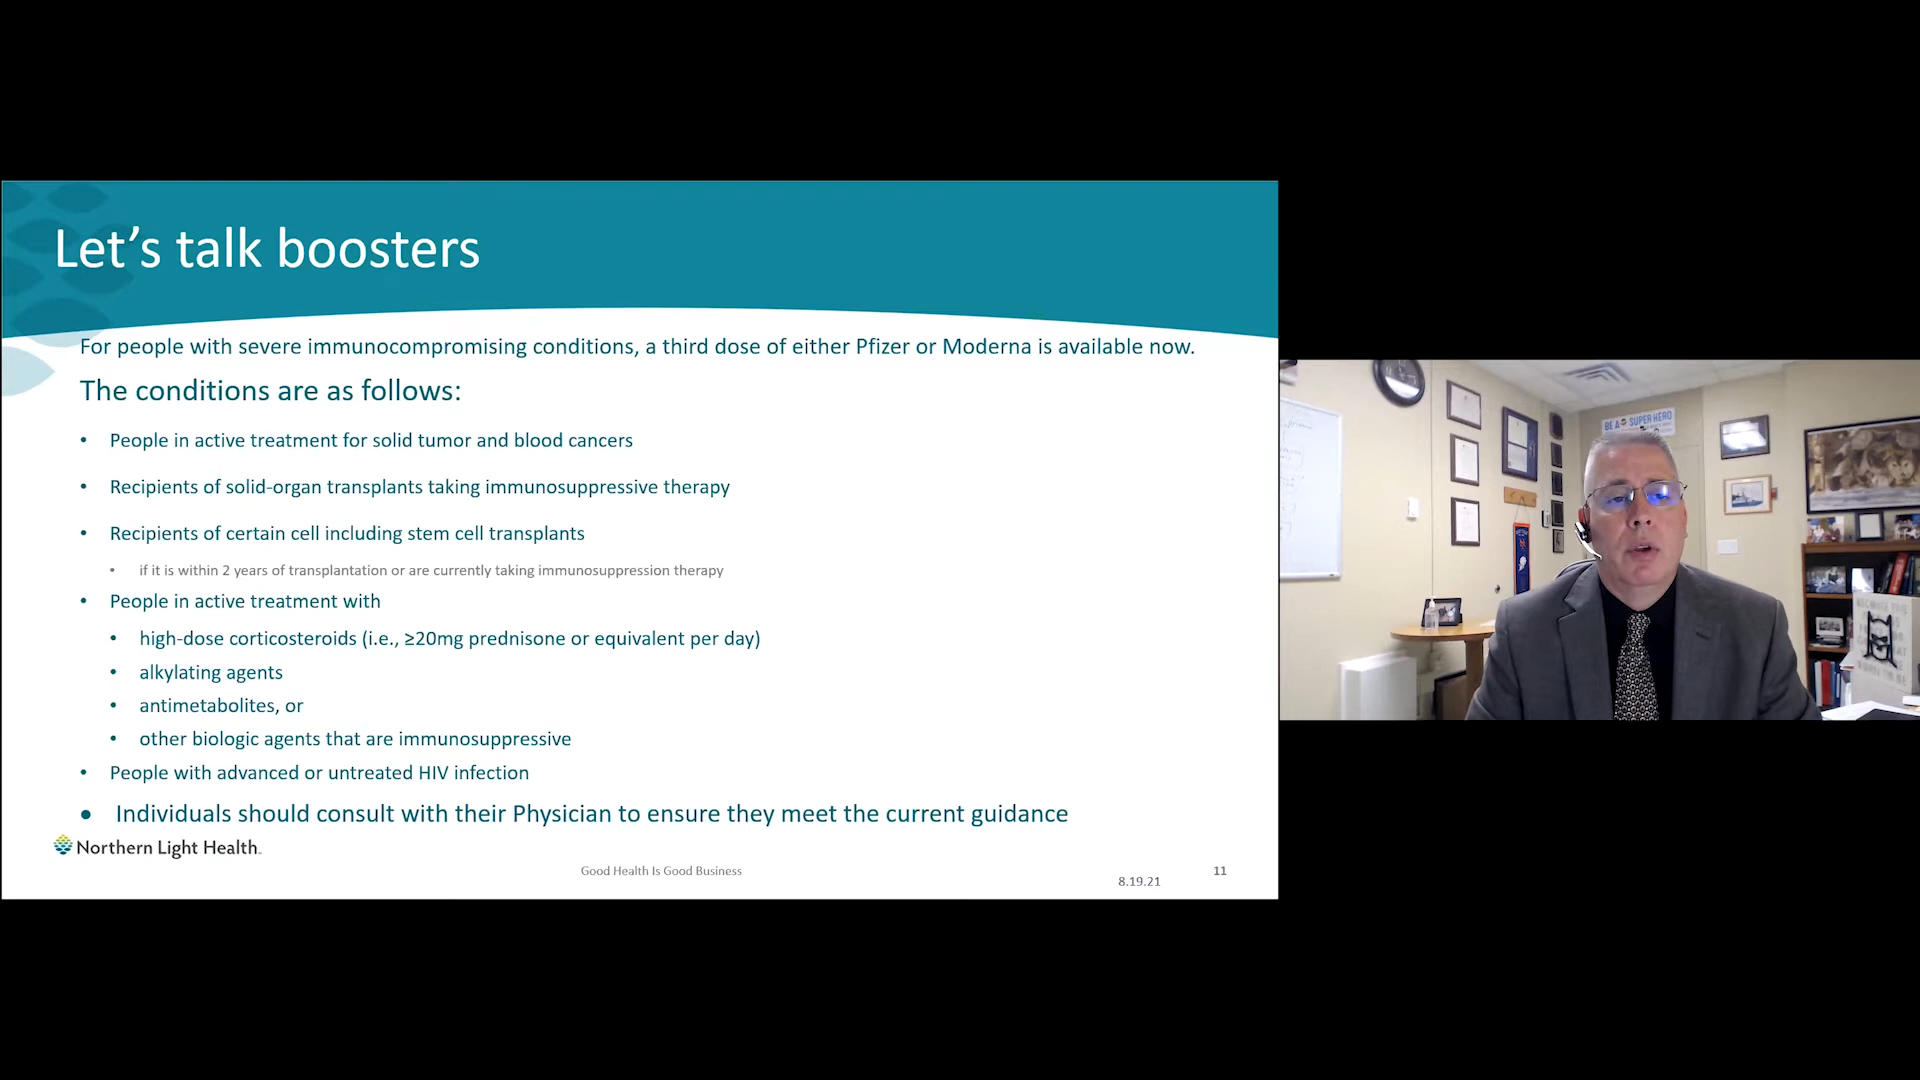 Let's talk boosters
For people with severe immunocompromising conditions, a third dose of either Pfizer or Moderna is available now.
The conditions are as follows:
• People in active treatment for solid tumor and blood cancers
• Recipients of solid-organ transplants taking immunosuppressive therapy
• Recipients of certain cell including stem cell transplants
• if it is within 2 years of transplantation or are currently taking immunosuppression therapy
• People in active treatment with
• high-dose corticosteroids (i.e., ≥20mg prednisone or equivalent per day)
• alkylating agents
• antimetabolites, or
• other biologic agents that are immunosuppressive
• People with advanced or untreated HIV infection
• Individuals should consult with their Physician to ensure they meet the current guidance
Northern Light Health
Good Health Is Good Business
8.19.21
11
BE A SUPER HERO